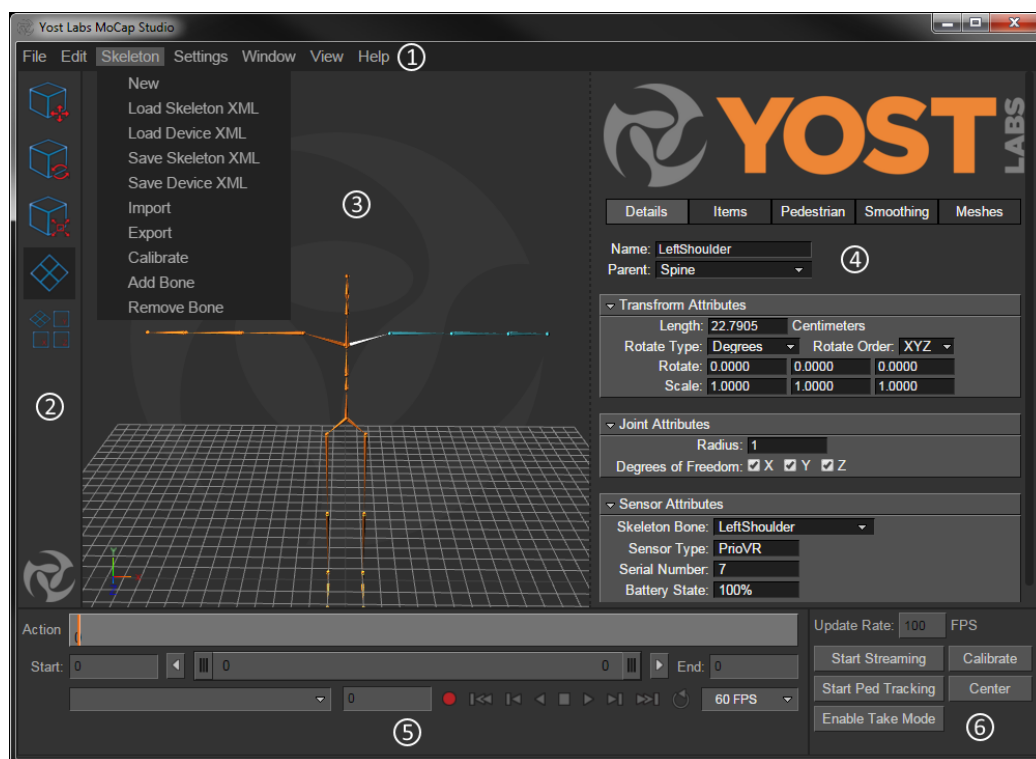 Yost Labs MoCap Studio
File Edit Skeleton Settings Window View Help ①
New
Load Skeleton XML
Load Device XML
Save Skeleton XML
Save Device XML
Import
Export
Calibrate
Add Bone
Remove Bone
②
③
Y
YOST LABS
Details Items Pedestrian Smoothing Meshes
Name: LeftShoulder
Parent: Spine
④
Transfrom Attributes
Length: 22.7905 Centimeters
Rotate Type: Degrees Rotate Order: XYZ
Rotate: 0.0000 0.0000 0.0000
Scale: 1.0000 1.0000 1.0000
Joint Attributes
Radius: 1
Degrees of Freedom: X Y Z
Sensor Attributes
Skeleton Bone: LeftShoulder
Sensor Type: PrioVR
Serial Number: 7
Battery State: 100%
Action
Start: 0 0 0 End: 0
0 60 FPS
⑤
Update Rate: 100 FPS
Start Streaming Calibrate
Start Ped Tracking Center
Enable Take Mode
⑥